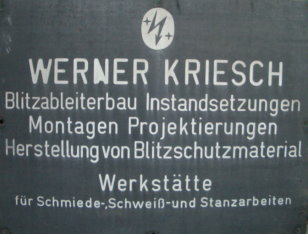 WERNER KRIESCH
Blitzableiterbau Instandsetzungen
Montagen Projektierungen
Herstellung von Blitzschutzmaterial
Werkstätte
für Schmiede-,Schweiß-und Stanzarbeiten